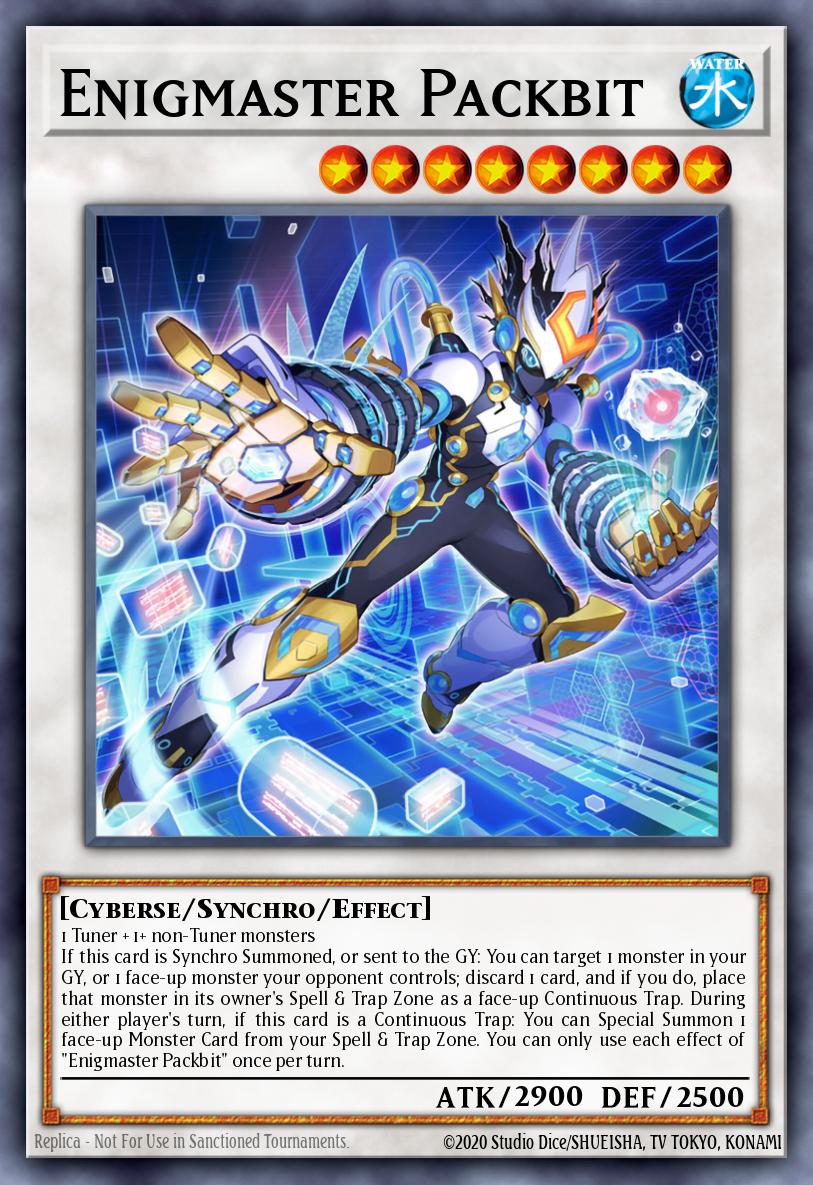 Enigmaster Packbit
WATER
水
[Cyberse/Synchro/Effect]
1 Tuner + 1+ non-Tuner monsters
If this card is Synchro Summoned, or sent to the GY: You can target 1 monster in your
GY, or 1 face-up monster your opponent controls; discard 1 card, and if you do, place
that monster in its owner's Spell & Trap Zone as a face-up Continuous Trap. During
either player's turn, if this card is a Continuous Trap: You can Special Summon 1
face-up Monster Card from your Spell & Trap Zone. You can only use each effect of
"Enigmaster Packbit" once per turn.
ATK/2900 DEF/2500
Replica - Not For Use in Sanctioned Tournaments.
©2020 Studio Dice/SHUEISHA, TV TOKYO, KONAMI